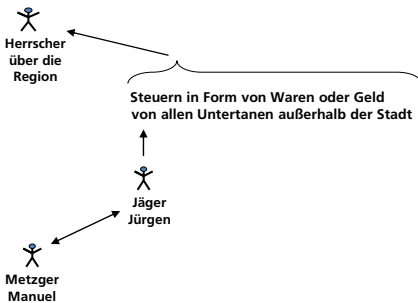 Herrscher
über die
Region
Steuern in Form von Waren oder Geld
von allen Untertanen außerhalb der Stadt
Jäger
Jürgen
Metzger
Manuel